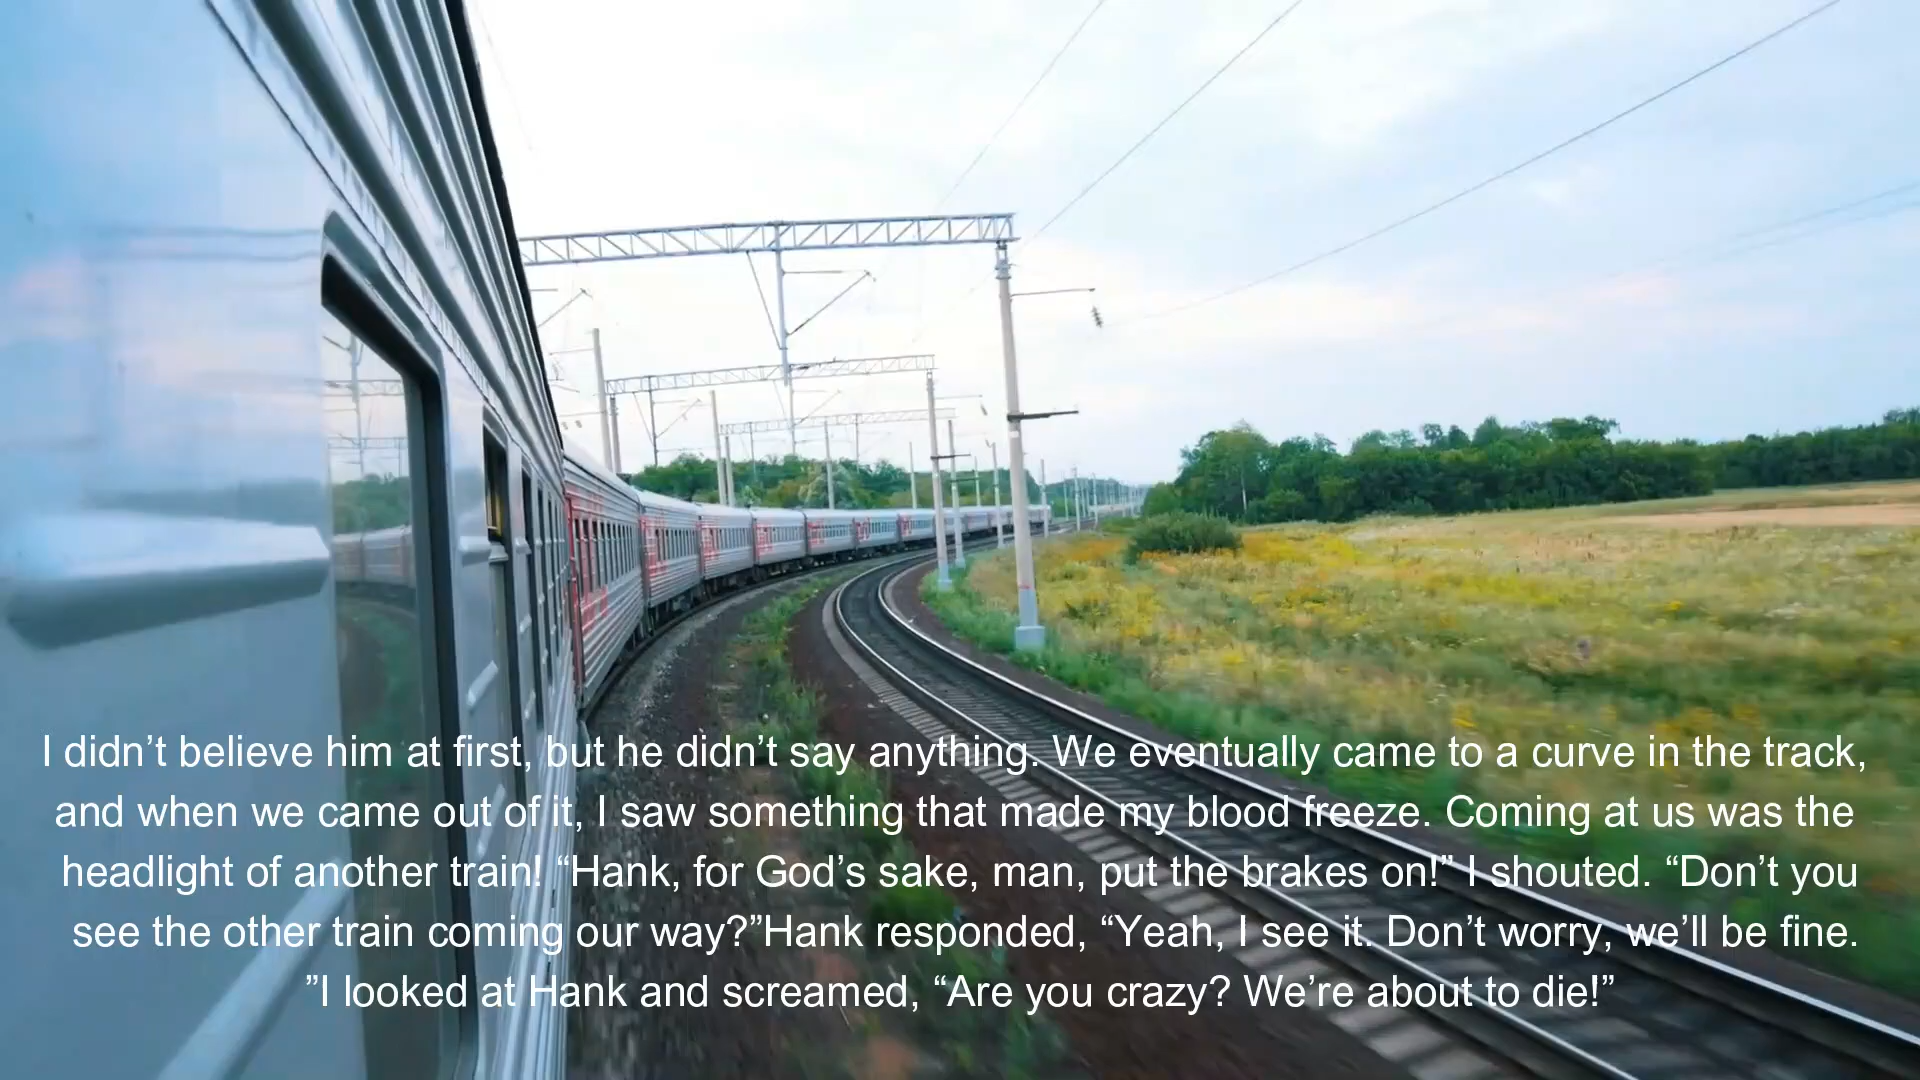 I didn’t believe him at first, but he didn’t say anything. We eventually came to a curve in the track,
and when we came out of it, I saw something that made my blood freeze. Coming at us was the
headlight of another train! “Hank, for God’s sake, man, put the brakes on!” I shouted. “Don’t you
see the other train coming our way?”Hank responded, “Yeah, I see it. Don’t worry, we’ll be fine.
”I looked at Hank and screamed, “Are you crazy? We’re about to die!”